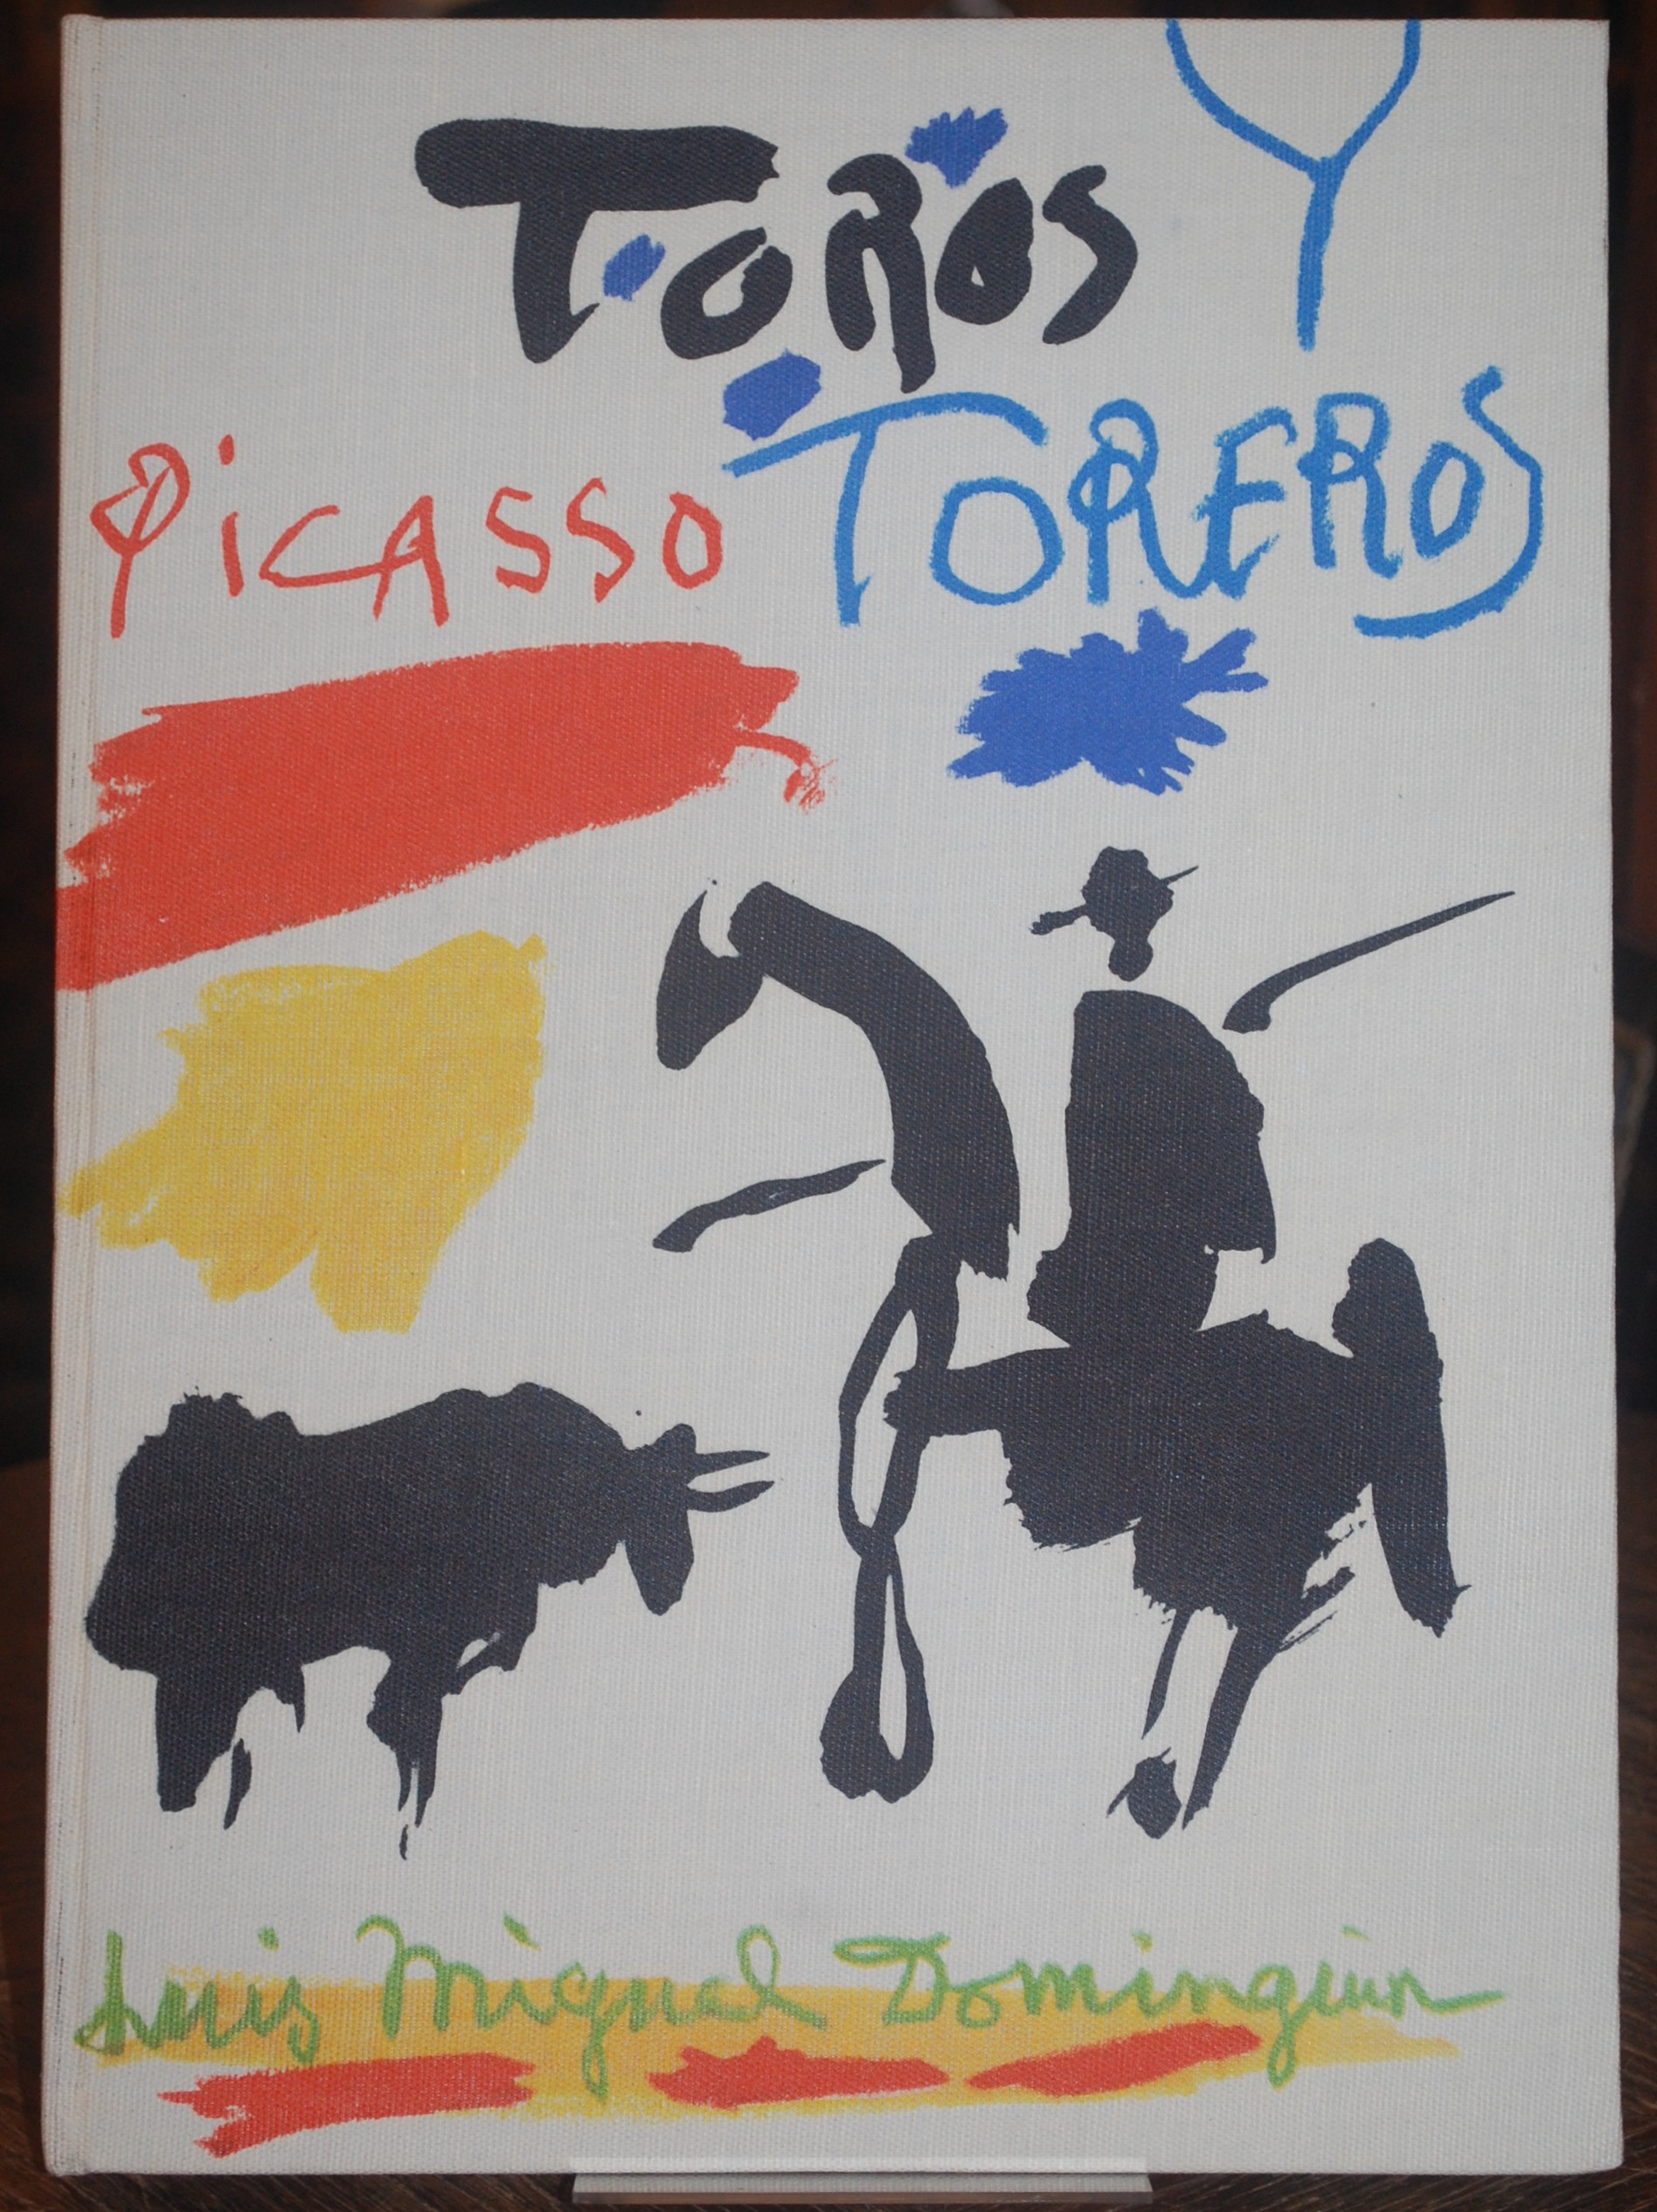 TOROS Y
PICASSO TOREROS
Luis Miguel Dominguin